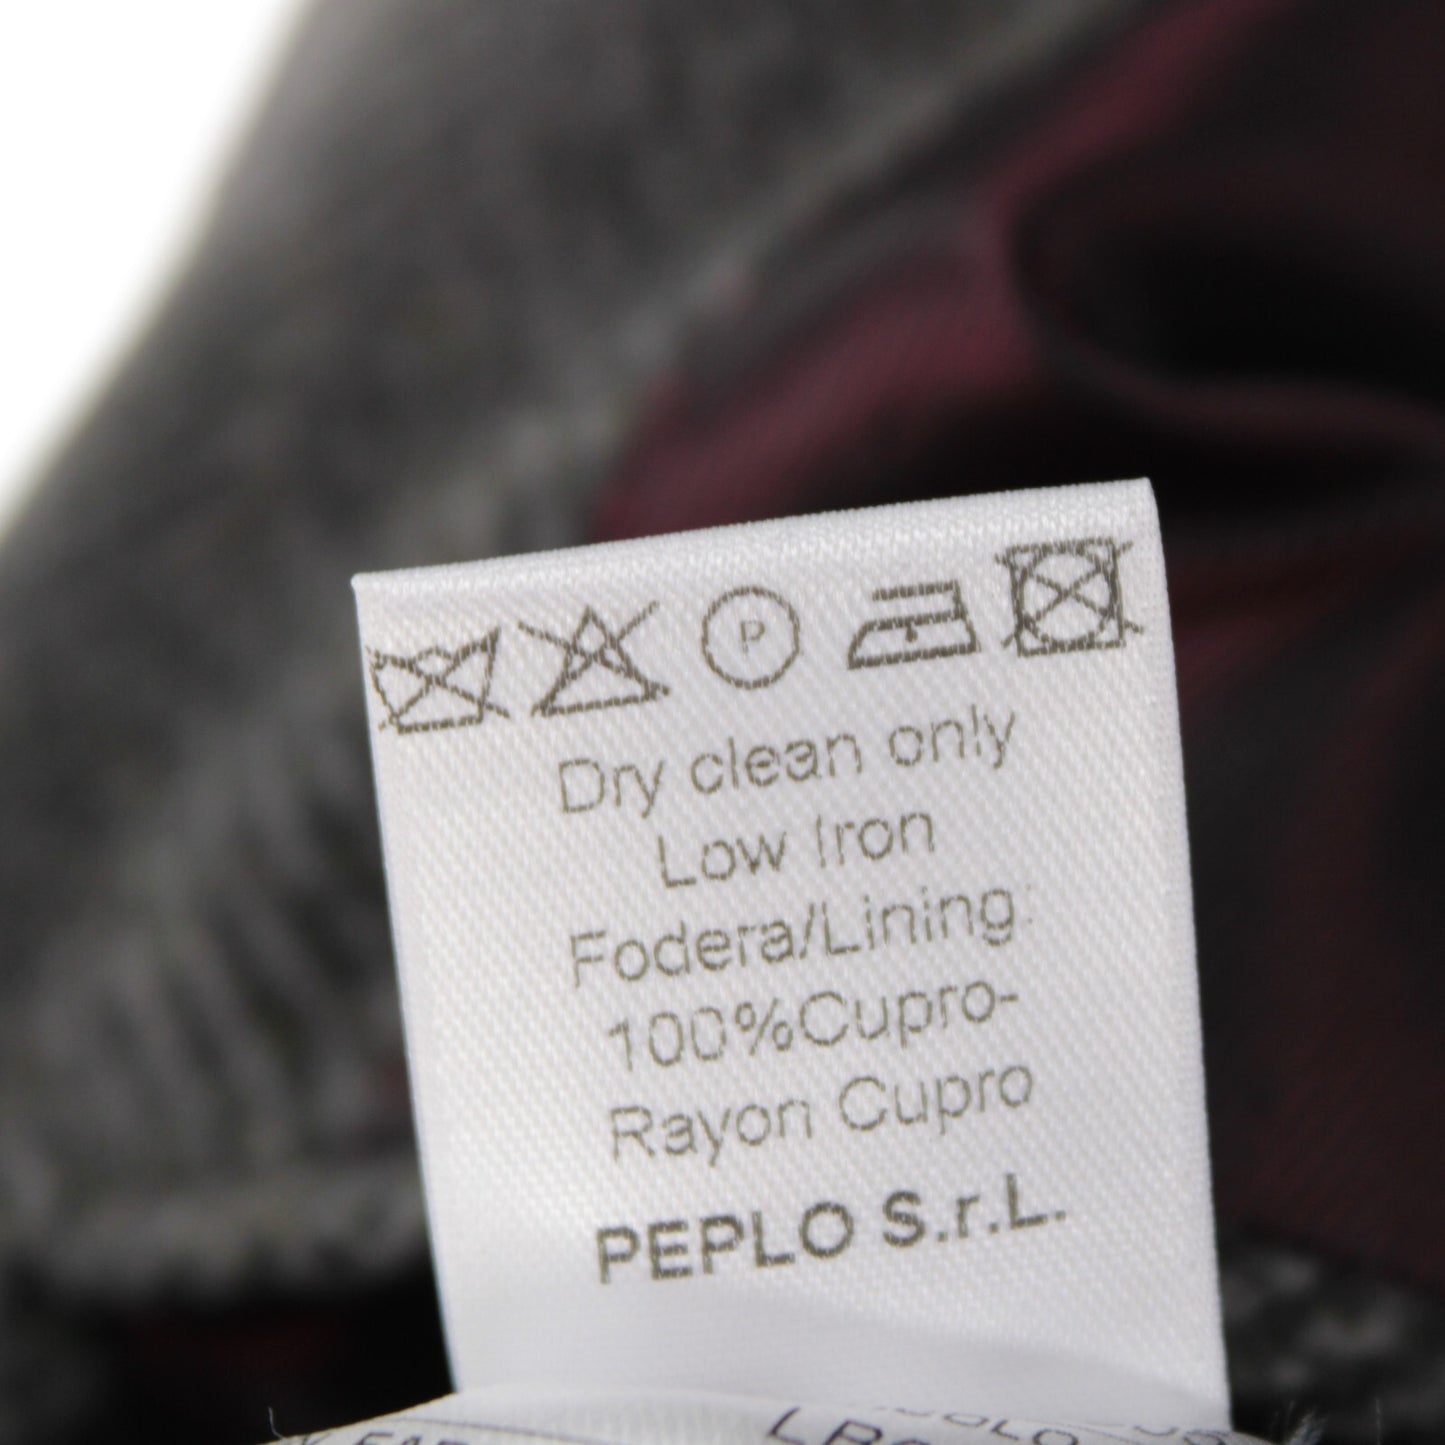 P
Dry clean only
Low Iron
Fodera/Lining:
100%Cupro-
Rayon Cupro
PEPLO S.r.L.